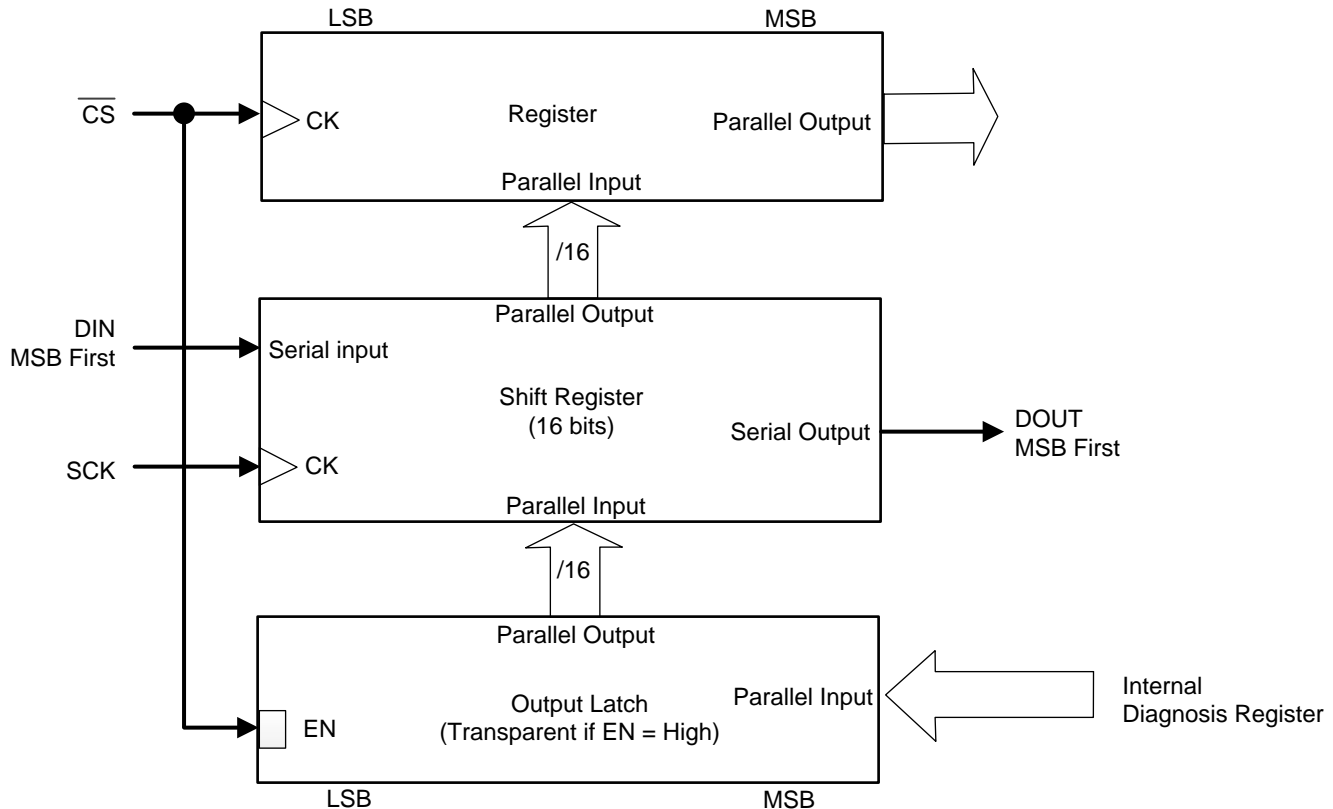 LSB
MSB
C̅S̅
CK
Register
Parallel Output
Parallel Input
/16
Parallel Output
DIN
MSB First
Serial input
Shift Register
(16 bits)
Serial Output
DOUT
MSB First
SCK
CK
Parallel Input
/16
Parallel Output
Parallel Input
Output Latch
(Transparent if EN = High)
EN
Internal
Diagnosis Register
LSB
MSB